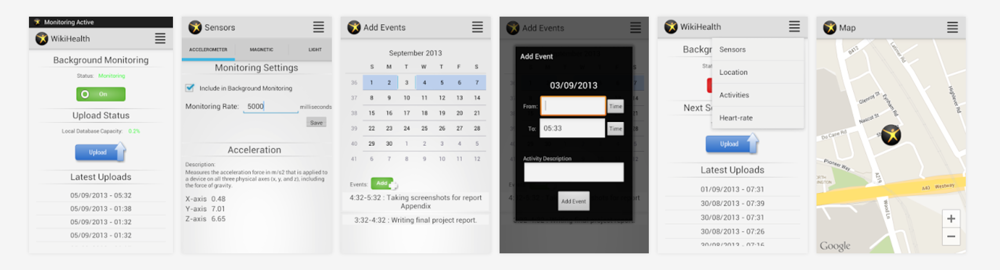 Monitoring Active
WikiHealth
Background Monitoring
Status: Monitoring
On
Upload Status
Local Database Capacity: 0.2%
Upload
Latest Uploads
05/09/2013 - 05:32
05/09/2013 - 01:38
05/09/2013 - 01:32
05/09/2013 - 01:32
Sensors
ACCELEROMETER MAGNETIC LIGHT
Monitoring Settings
Include in Background Monitoring
Monitoring Rate: 5000 milliseconds
Save
Acceleration
Description:
Measures the acceleration force in m/s2 that is applied to
a device on all three physical axes (x, y, and z), including
the force of gravity.
X-axis 0.48
Y-axis 7.01
Z-axis 6.65
Add Events
September 2013
S M T W T F S
36 1 2 3 4 5 6 7
37 8 9 10 11 12 13 14
38 15 16 17 18 19 20 21
39 22 23 24 25 26 27 28
40 29 30 1 2 3 4 5
41 6 7 8 9 10 11 12
Events: Add
4:32-5:32 : Taking screenshots for report
Appendix
3:32-4:32 : Writing final project report.
Add Events
Add Event
03/09/2013
From: Time
To: 05:33 Time
Activity Description
Add Event
WikiHealth
Backgr
Stat
Next S
Sensors
Location
Activities
Heart-rate
Upload
Latest Uploads
01/09/2013 - 07:31
30/08/2013 - 07:39
30/08/2013 - 07:31
30/08/2013 - 07:26
30/08/2013 - 07:16
Map
B412
Latimer Rd
Highlever Rd
Glenroy St
Eynham Rd
Nascot St
Du Cane Rd
Pioneer Way
A219
A40 Westway
Wood Ln
+
−
Google